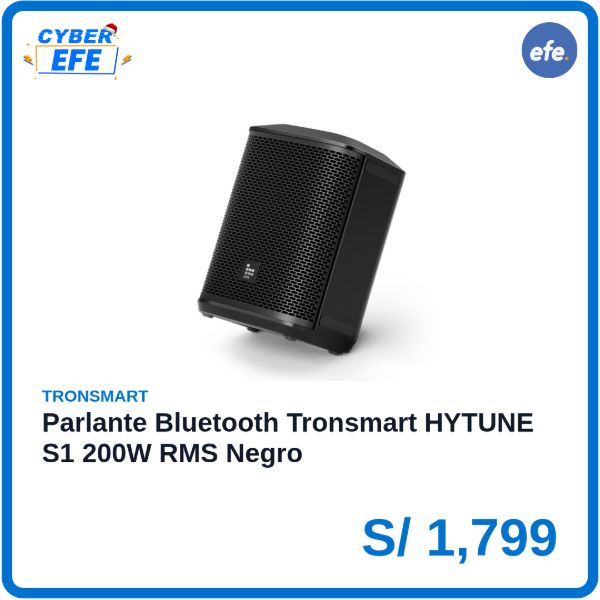 CYBER
EFE
efe.
TRONSMART
Parlante Bluetooth Tronsmart HYTUNE
S1 200W RMS Negro
S/ 1,799